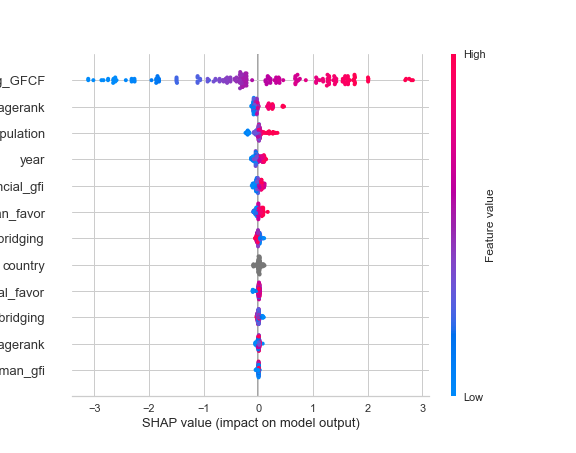 High
g_GFCF
agerank
pulation
year
ncial_gfi
an_favor
bridging
country
al_favor
bridging
agerank
man_gfi
Feature value
Low
−3 −2 −1 0 1 2 3
SHAP value (impact on model output)